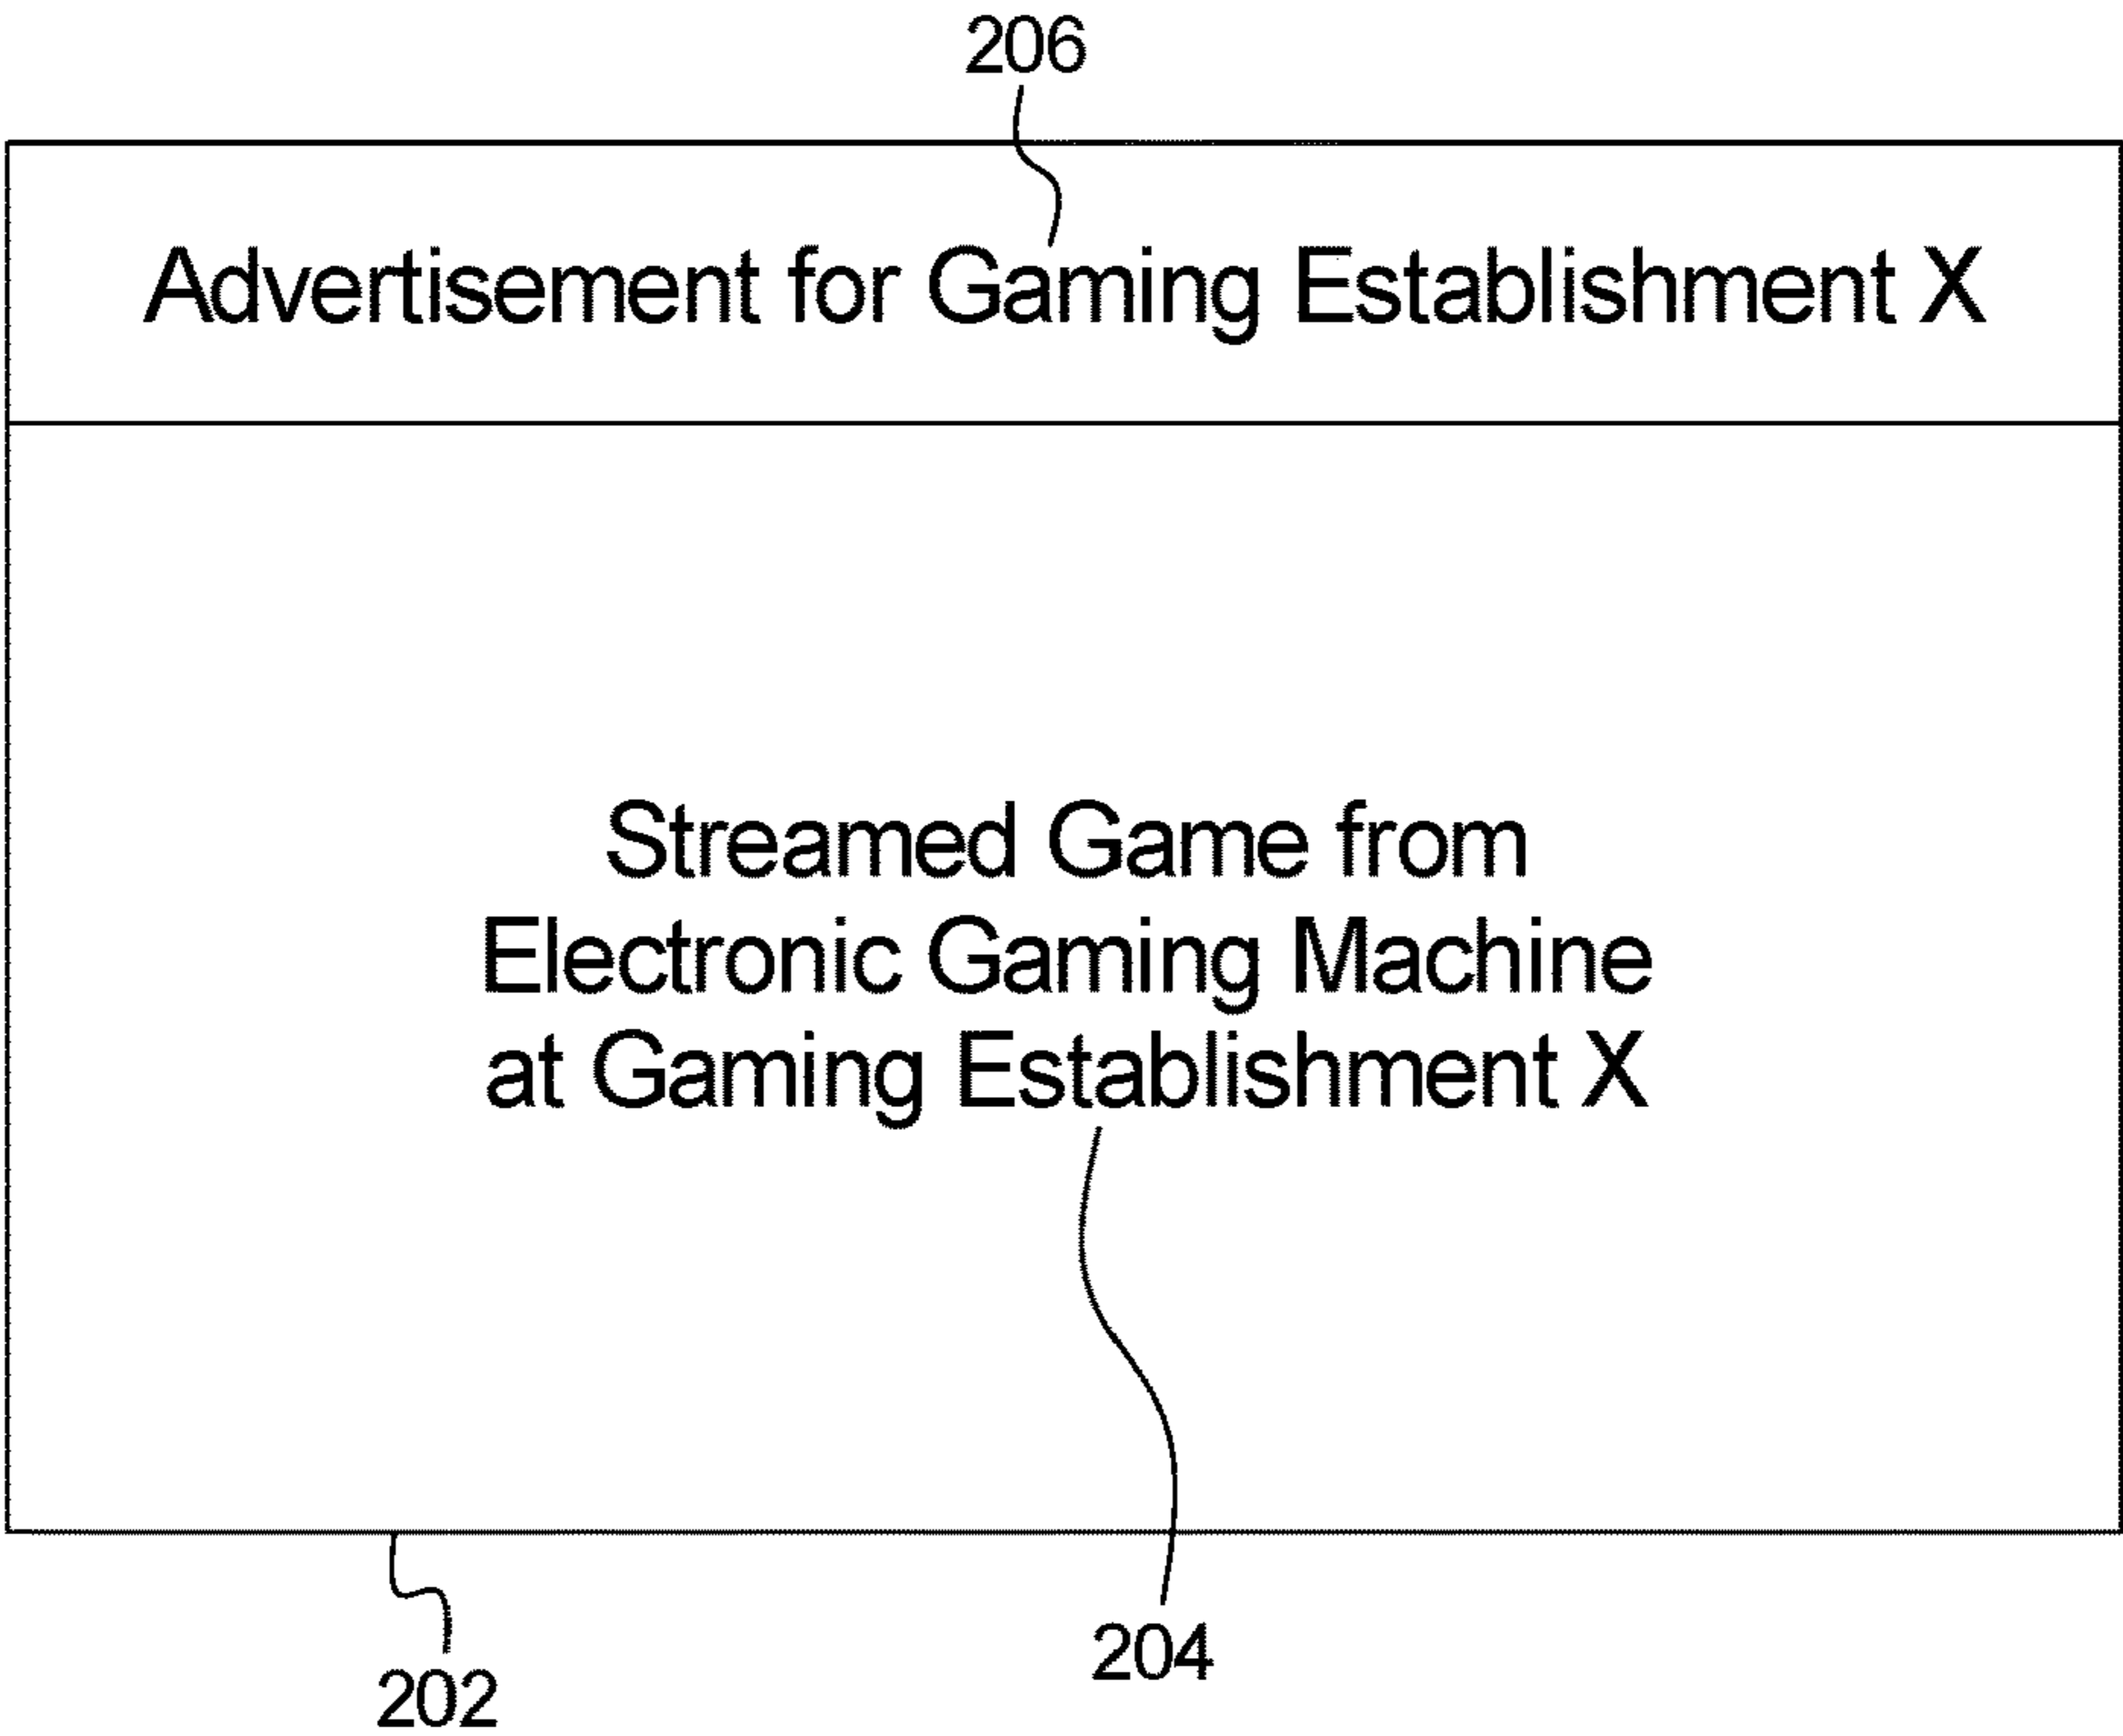 206
Advertisement for Gaming Establishment X
Streamed Game from
Electronic Gaming Machine
at Gaming Establishment X
204
202